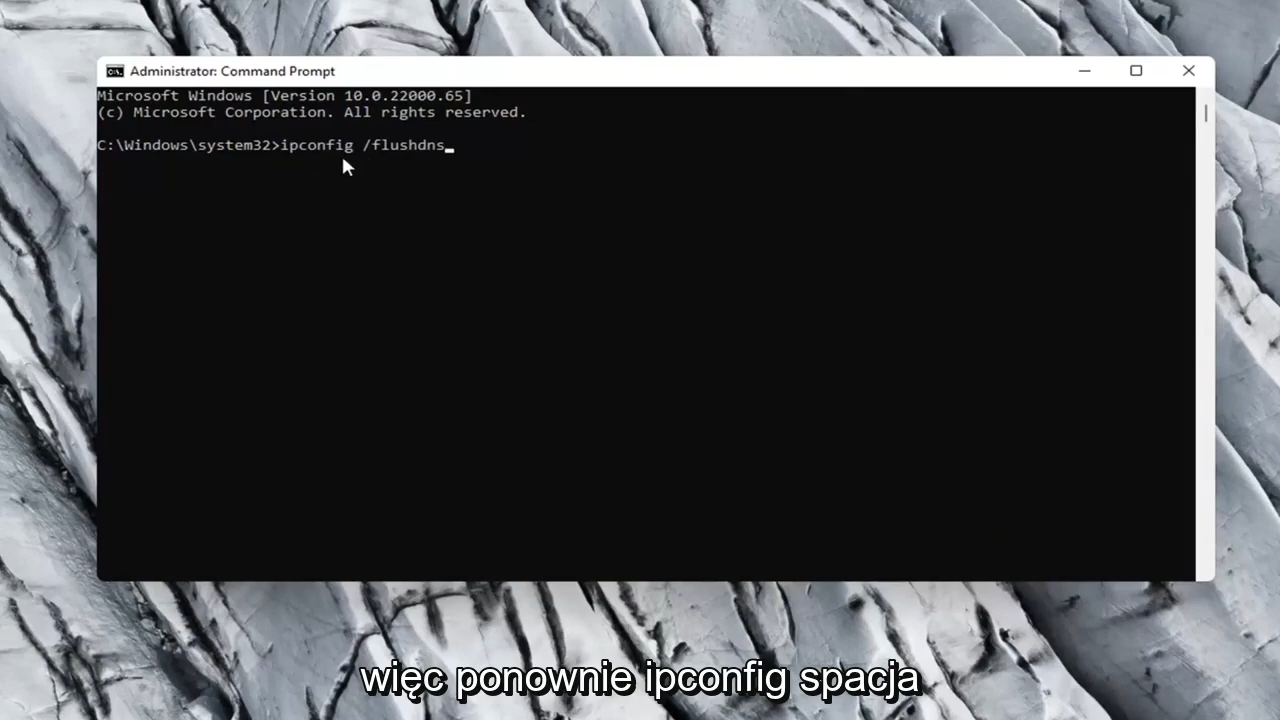 Administrator: Command Prompt
Microsoft Windows [Version 10.0.22000.65]
(c) Microsoft Corporation. All rights reserved.
C:\Windows\system32>ipconfig /flushdns
więc ponownie ipconfig spacja